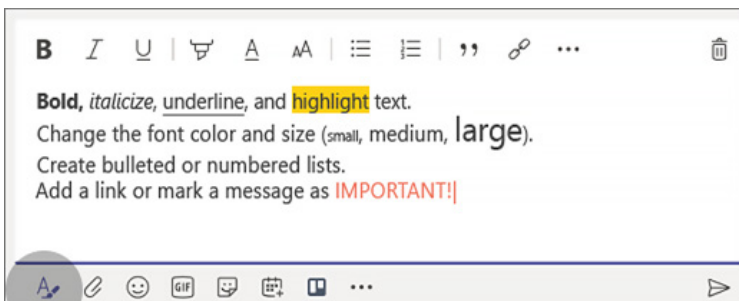 B I U A AA
Bold, italicize, underline, and highlight text.
Change the font color and size (small, medium, large).
Create bulleted or numbered lists.
Add a link or mark a message as IMPORTANT!
A GIF